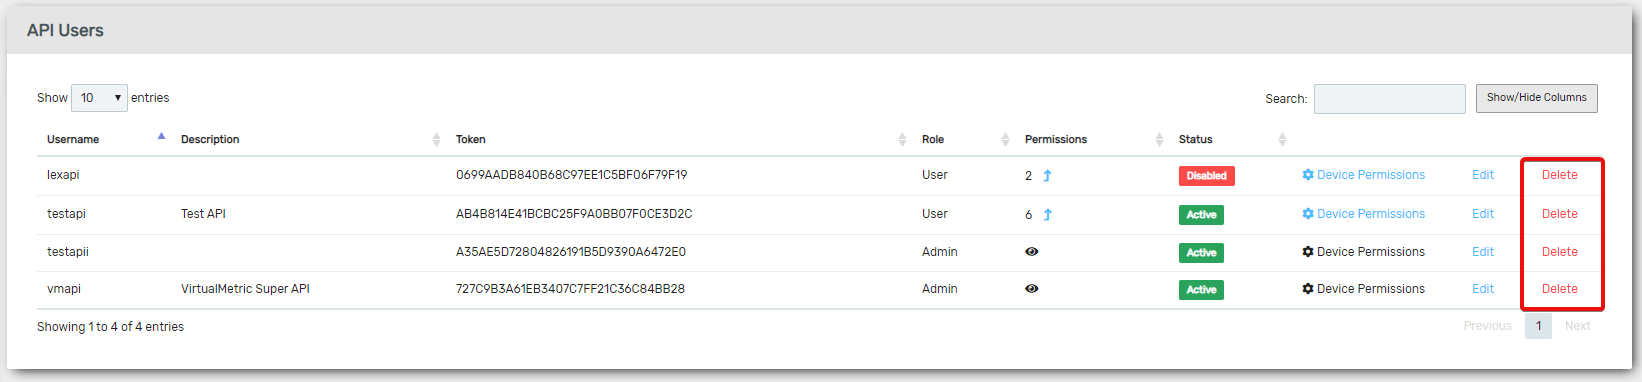 API Users
Show 10 entries Search: Show/Hide Columns
Username Description Token Role Permissions Status
lexapi 0699AADB840B68C97EE1C5BF06F79F19 User 2 Disabled Device Permissions Edit Delete
testapi Test API AB4B814E41BCBC25F9A0BB07F0CE3D2C User 6 Active Device Permissions Edit Delete
testapii A35AE5D72804826191B5D9390A6472E0 Admin Active Device Permissions Edit Delete
vmapi VirtualMetric Super API 727C9B3A61EB3407C7FF21C36C84BB28 Admin Active Device Permissions Edit Delete
Showing 1 to 4 of 4 entries Previous 1 Next